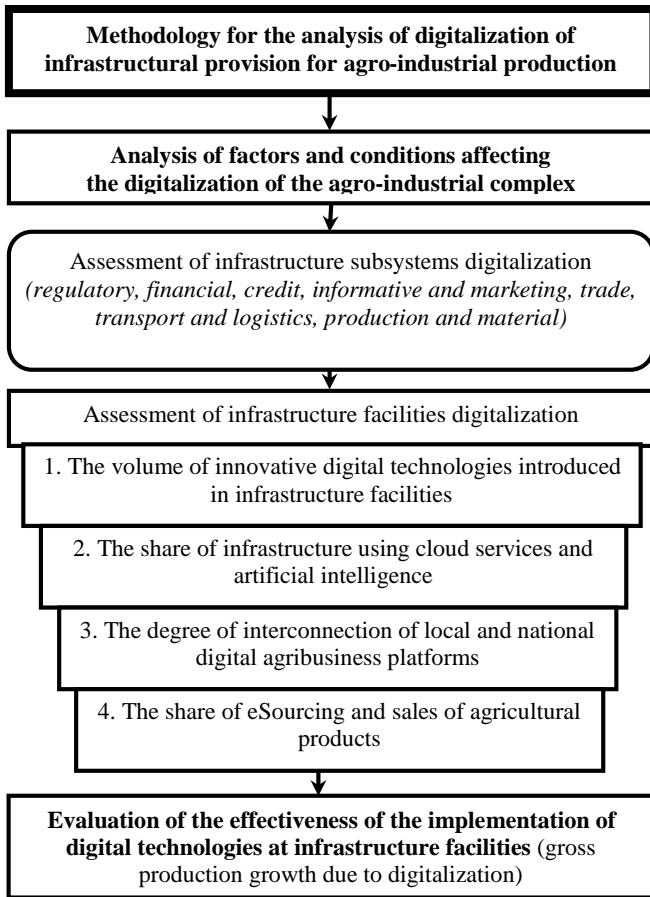 Methodology for the analysis of digitalization of
infrastructural provision for agro-industrial production
Analysis of factors and conditions affecting
the digitalization of the agro-industrial complex
Assessment of infrastructure subsystems digitalization
(regulatory, financial, credit, informative and marketing, trade,
transport and logistics, production and material)
Assessment of infrastructure facilities digitalization
1. The volume of innovative digital technologies introduced
in infrastructure facilities
2. The share of infrastructure using cloud services and
artificial intelligence
3. The degree of interconnection of local and national
digital agribusiness platforms
4. The share of eSourcing and sales of agricultural
products
Evaluation of the effectiveness of the implementation of
digital technologies at infrastructure facilities (gross
production growth due to digitalization)